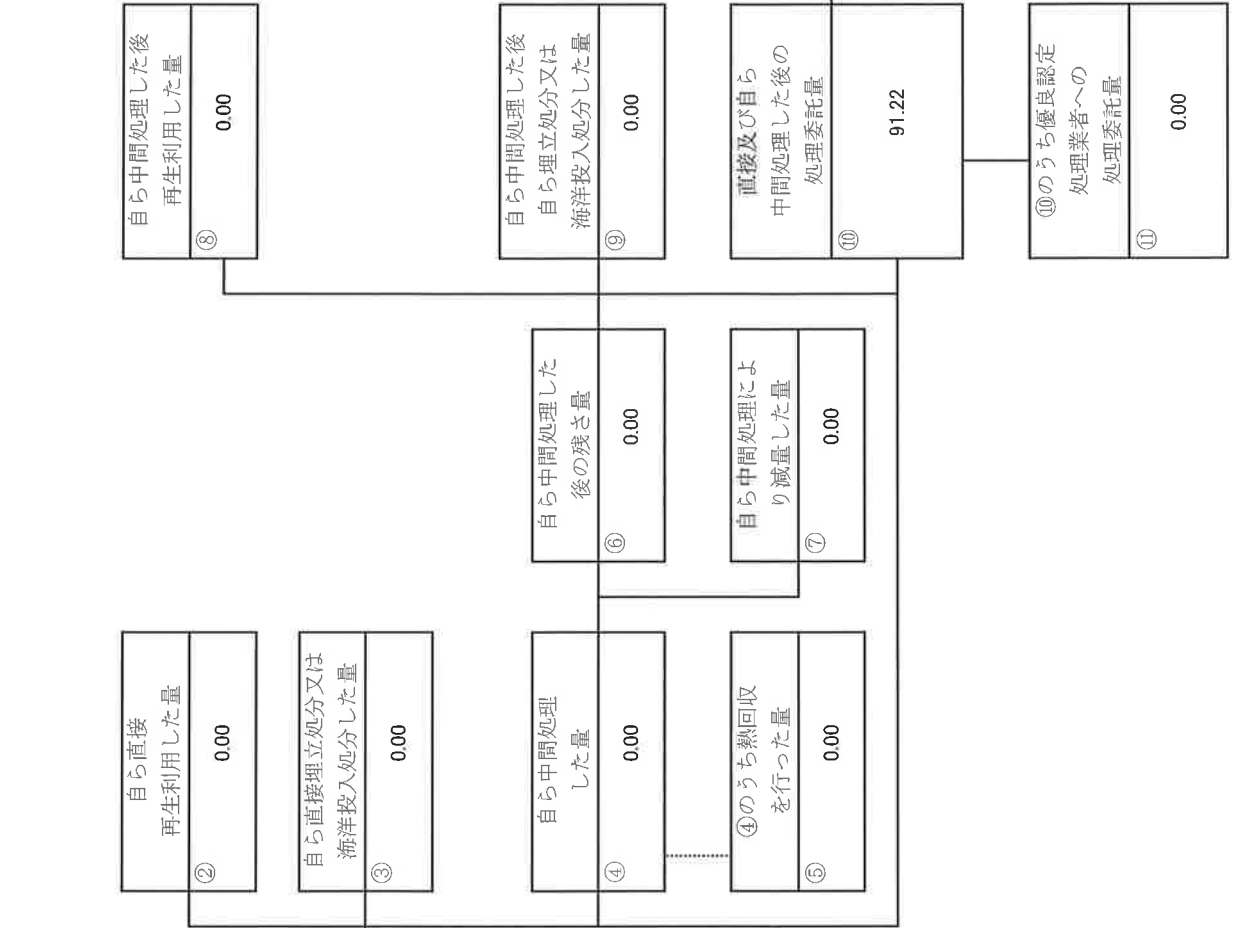 自ら直接
再生利用した量
②
0.00
自ら直接埋立処分又は
海洋投入処分した量
③
0.00
自ら中間処理
した量
④
0.00
④のうち熱回収
を行った量
⑤
0.00
自ら中間処理した
後の残さ量
⑥
0.00
自ら中間処理によ
り減量した量
⑦
0.00
自ら中間処理した後
再生利用した量
⑧
0.00
自ら中間処理した後
自ら埋立処分又は
海洋投入処分した量
⑨
0.00
直接及び自ら
中間処理した後の
処理委託量
⑩
91.22
⑩のうち優良認定
処理業者への
処理委託量
⑪
0.00